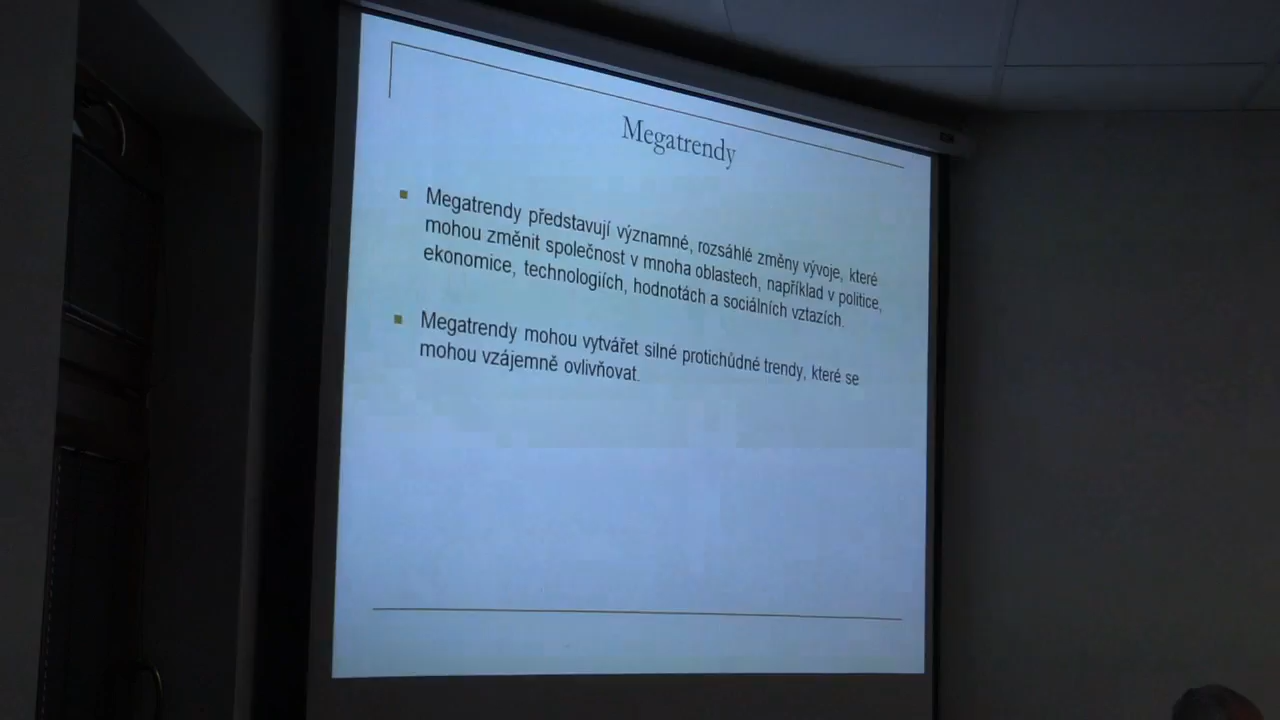 Megatrendy
Megatrendy představují významné, rozsáhlé změny vývoje, které
mohou změnit společnost v mnoha oblastech, například v politice,
ekonomice, technologiích, hodnotách a sociálních vztazích.
Megatrendy mohou vytvářet silné protichůdné trendy, které se
mohou vzájemně ovlivňovat.